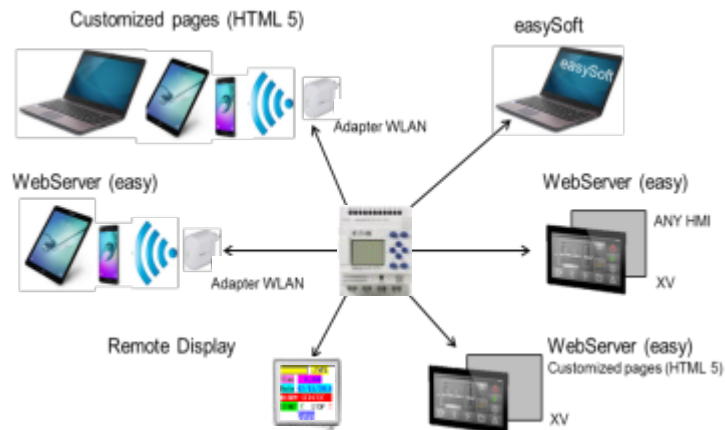 Customized pages (HTML 5)
easySoft
easySoft
Adapter WLAN
WebServer (easy)
WebServer (easy)
ANY HMI
XV
Adapter WLAN
Remote Display
WebServer (easy)
Customized pages (HTML 5)
XV